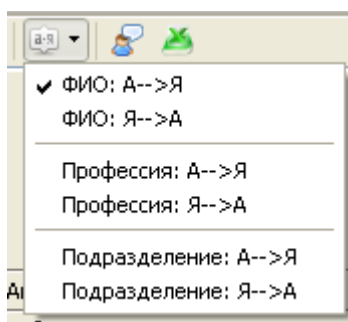 а-я
ФИО: А-->Я
ФИО: Я-->А
Профессия: А-->Я
Профессия: Я-->А
Подразделение: А-->Я
Подразделение: Я-->А